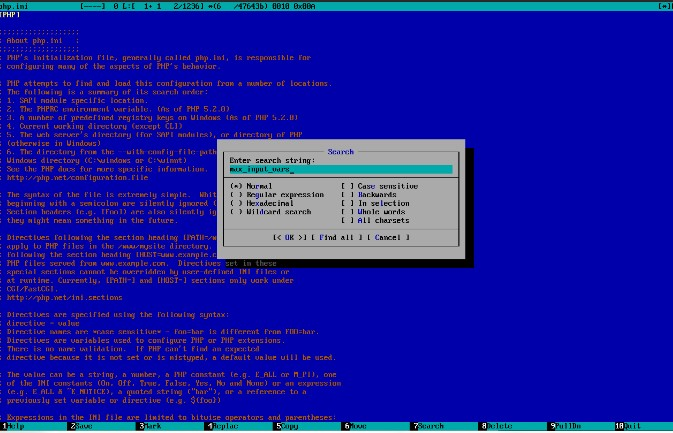 php.ini [----] 0 L:[ 1+ 1 2/1236] *(6 /47643b) 0010 0x00A [*]
[PHP]
;;;;;;;;;;;;;;;;;;;
; About php.ini ;
;;;;;;;;;;;;;;;;;;;
; PHP's initialization file, generally called php.ini, is responsible for
; configuring many of the aspects of PHP's behavior.
; PHP attempts to find and load this configuration from a number of locations.
; The following is a summary of its search order:
; 1. SAPI module specific location.
; 2. The PHPRC environment variable. (As of PHP 5.2.0)
; 3. A number of predefined registry keys on Windows (As of PHP 5.2.0)
; 4. Current working directory (except CLI)
; 5. The web server's directory (for SAPI modules), or directory of PHP
; (otherwise in Windows)
; 6. The directory from the --with-config-file-path
; Windows directory (C:\windows or C:\winnt)
; See the PHP docs for more specific information.
; http://php.net/configuration.file
; The syntax of the file is extremely simple. Whit
; beginning with a semicolon are silently ignored (
; Section headers (e.g. [Foo]) are also silently ig
; they might mean something in the future.
; Directives following the section heading [PATH=/w
; apply to PHP files in the /www/mysite directory.
; following the section heading [HOST=www.example.c
; PHP files served from www.example.com. Directives set in these
; special sections cannot be overridden by user-defined INI files or
; at runtime. Currently, [PATH=] and [HOST=] sections only work under
; CGI/FastCGI.
; http://php.net/ini.sections
; Directives are specified using the following syntax:
; directive = value
; Directive names are *case sensitive* - foo=bar is different from FOO=bar.
; Directives are variables used to configure PHP or PHP extensions.
; There is no name validation. If PHP can't find an expected
; directive because it is not set or is mistyped, a default value will be used.
; The value can be a string, a number, a PHP constant (e.g. E_ALL or M_PI), one
; of the INI constants (On, Off, True, False, Yes, No and None) or an expression
; (e.g. E_ALL & ~E_NOTICE), a quoted string ("bar"), or a reference to a
; previously set variable or directive (e.g. ${foo})
; Expressions in the INI file are limited to bitwise operators and parentheses:
Search
Enter search string:
max_input_vars_
(*) Normal [ ] Case sensitive
( ) Regular expression [ ] Backwards
( ) Hexadecimal [ ] In selection
( ) Wildcard search [ ] Whole words
[ ] All charsets
[< OK >] [ Find all ] [ Cancel ]
1Help 2Save 3Mark 4Replac 5Copy 6Move 7Search 8Delete 9PullDn 10Quit